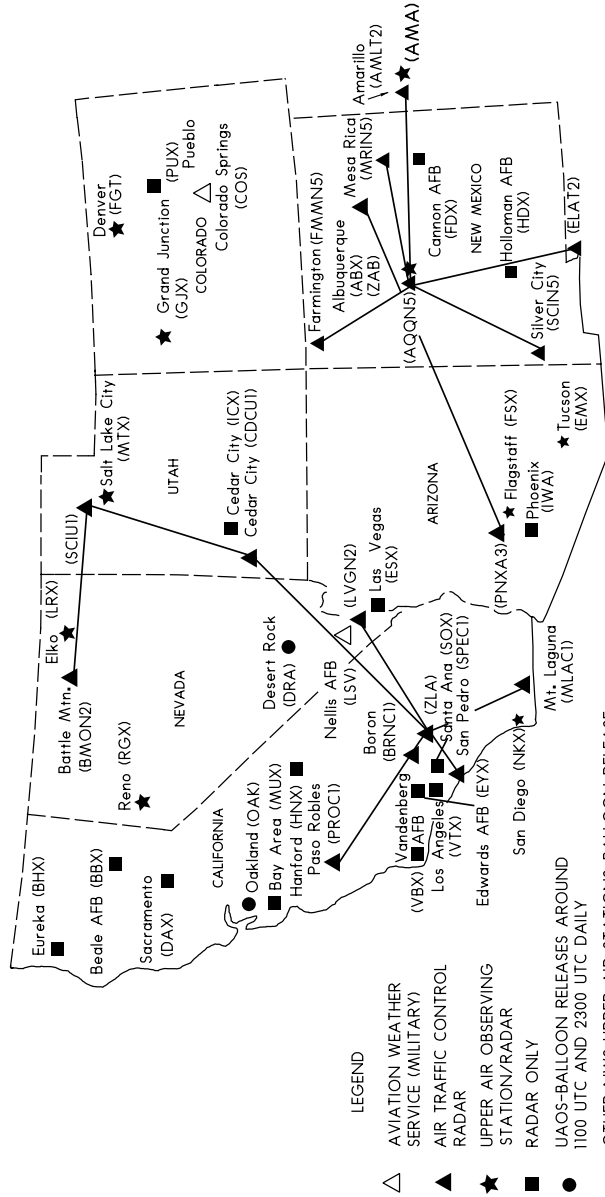 Eureka (BHX)
Beale AFB (BBX)
Sacramento
(DAX)
CALIFORNIA
Oakland (OAK)
Bay Area (MUX)
Hanford (HNX)
Paso Robles
(PROC1)
Reno (RGX)
NEVADA
Battle Mtn.
(BMON2)
Elko (LRX)
Desert Rock
(DRA)
Nellis AFB
(LSV)
(LVGN2)
Las Vegas
(ESX)
Boron
(BRNC1)
(ZLA)
Santa Ana (SOX)
San Pedro (SPEC1)
Vandenberg
AFB
(VBX)
Los Angeles
(VTX)
Edwards AFB (EYX)
San Diego (NKX)
Mt. Laguna
(MLAC1)
(SCIU1)
Salt Lake City
(MTX)
UTAH
Cedar City (ICX)
Cedar City (CDCU1)
ARIZONA
(PNXA3)
Flagstaff (FSX)
Phoenix
(IWA)
Tucson
(EMX)
Denver
(FGT)
Grand Junction
(GJX)
COLORADO
(PUX)
Pueblo
Colorado Springs
(COS)
Farmington (FMMN5)
Albuquerque
(ABX)
(ZAB)
(AQQN5)
Mesa Rica
(MRIN5)
Amarillo
(AMLT2)
(AMA)
Cannon AFB
(FDX)
NEW MEXICO
Holloman AFB
(HDX)
Silver City
(SCIN5)
(ELAT2)
LEGEND
AVIATION WEATHER
SERVICE (MILITARY)
AIR TRAFFIC CONTROL
RADAR
UPPER AIR OBSERVING
STATION/RADAR
RADAR ONLY
UAOS-BALLOON RELEASES AROUND
1100 UTC AND 2300 UTC DAILY